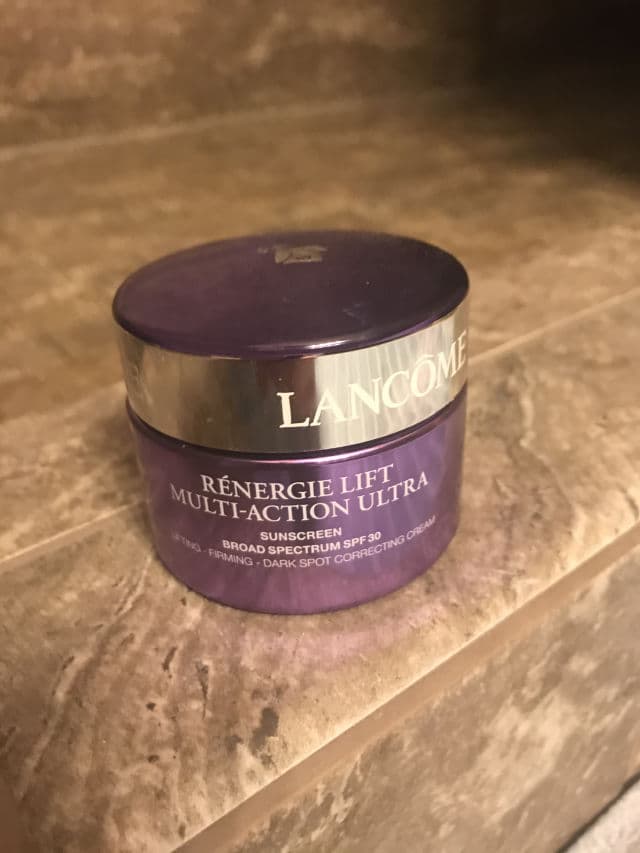 LANCÔME
RÉNERGIE LIFT
MULTI-ACTION ULTRA
SUNSCREEN
BROAD SPECTRUM SPF 30
LIFTING - FIRMING - DARK SPOT CORRECTING CREAM